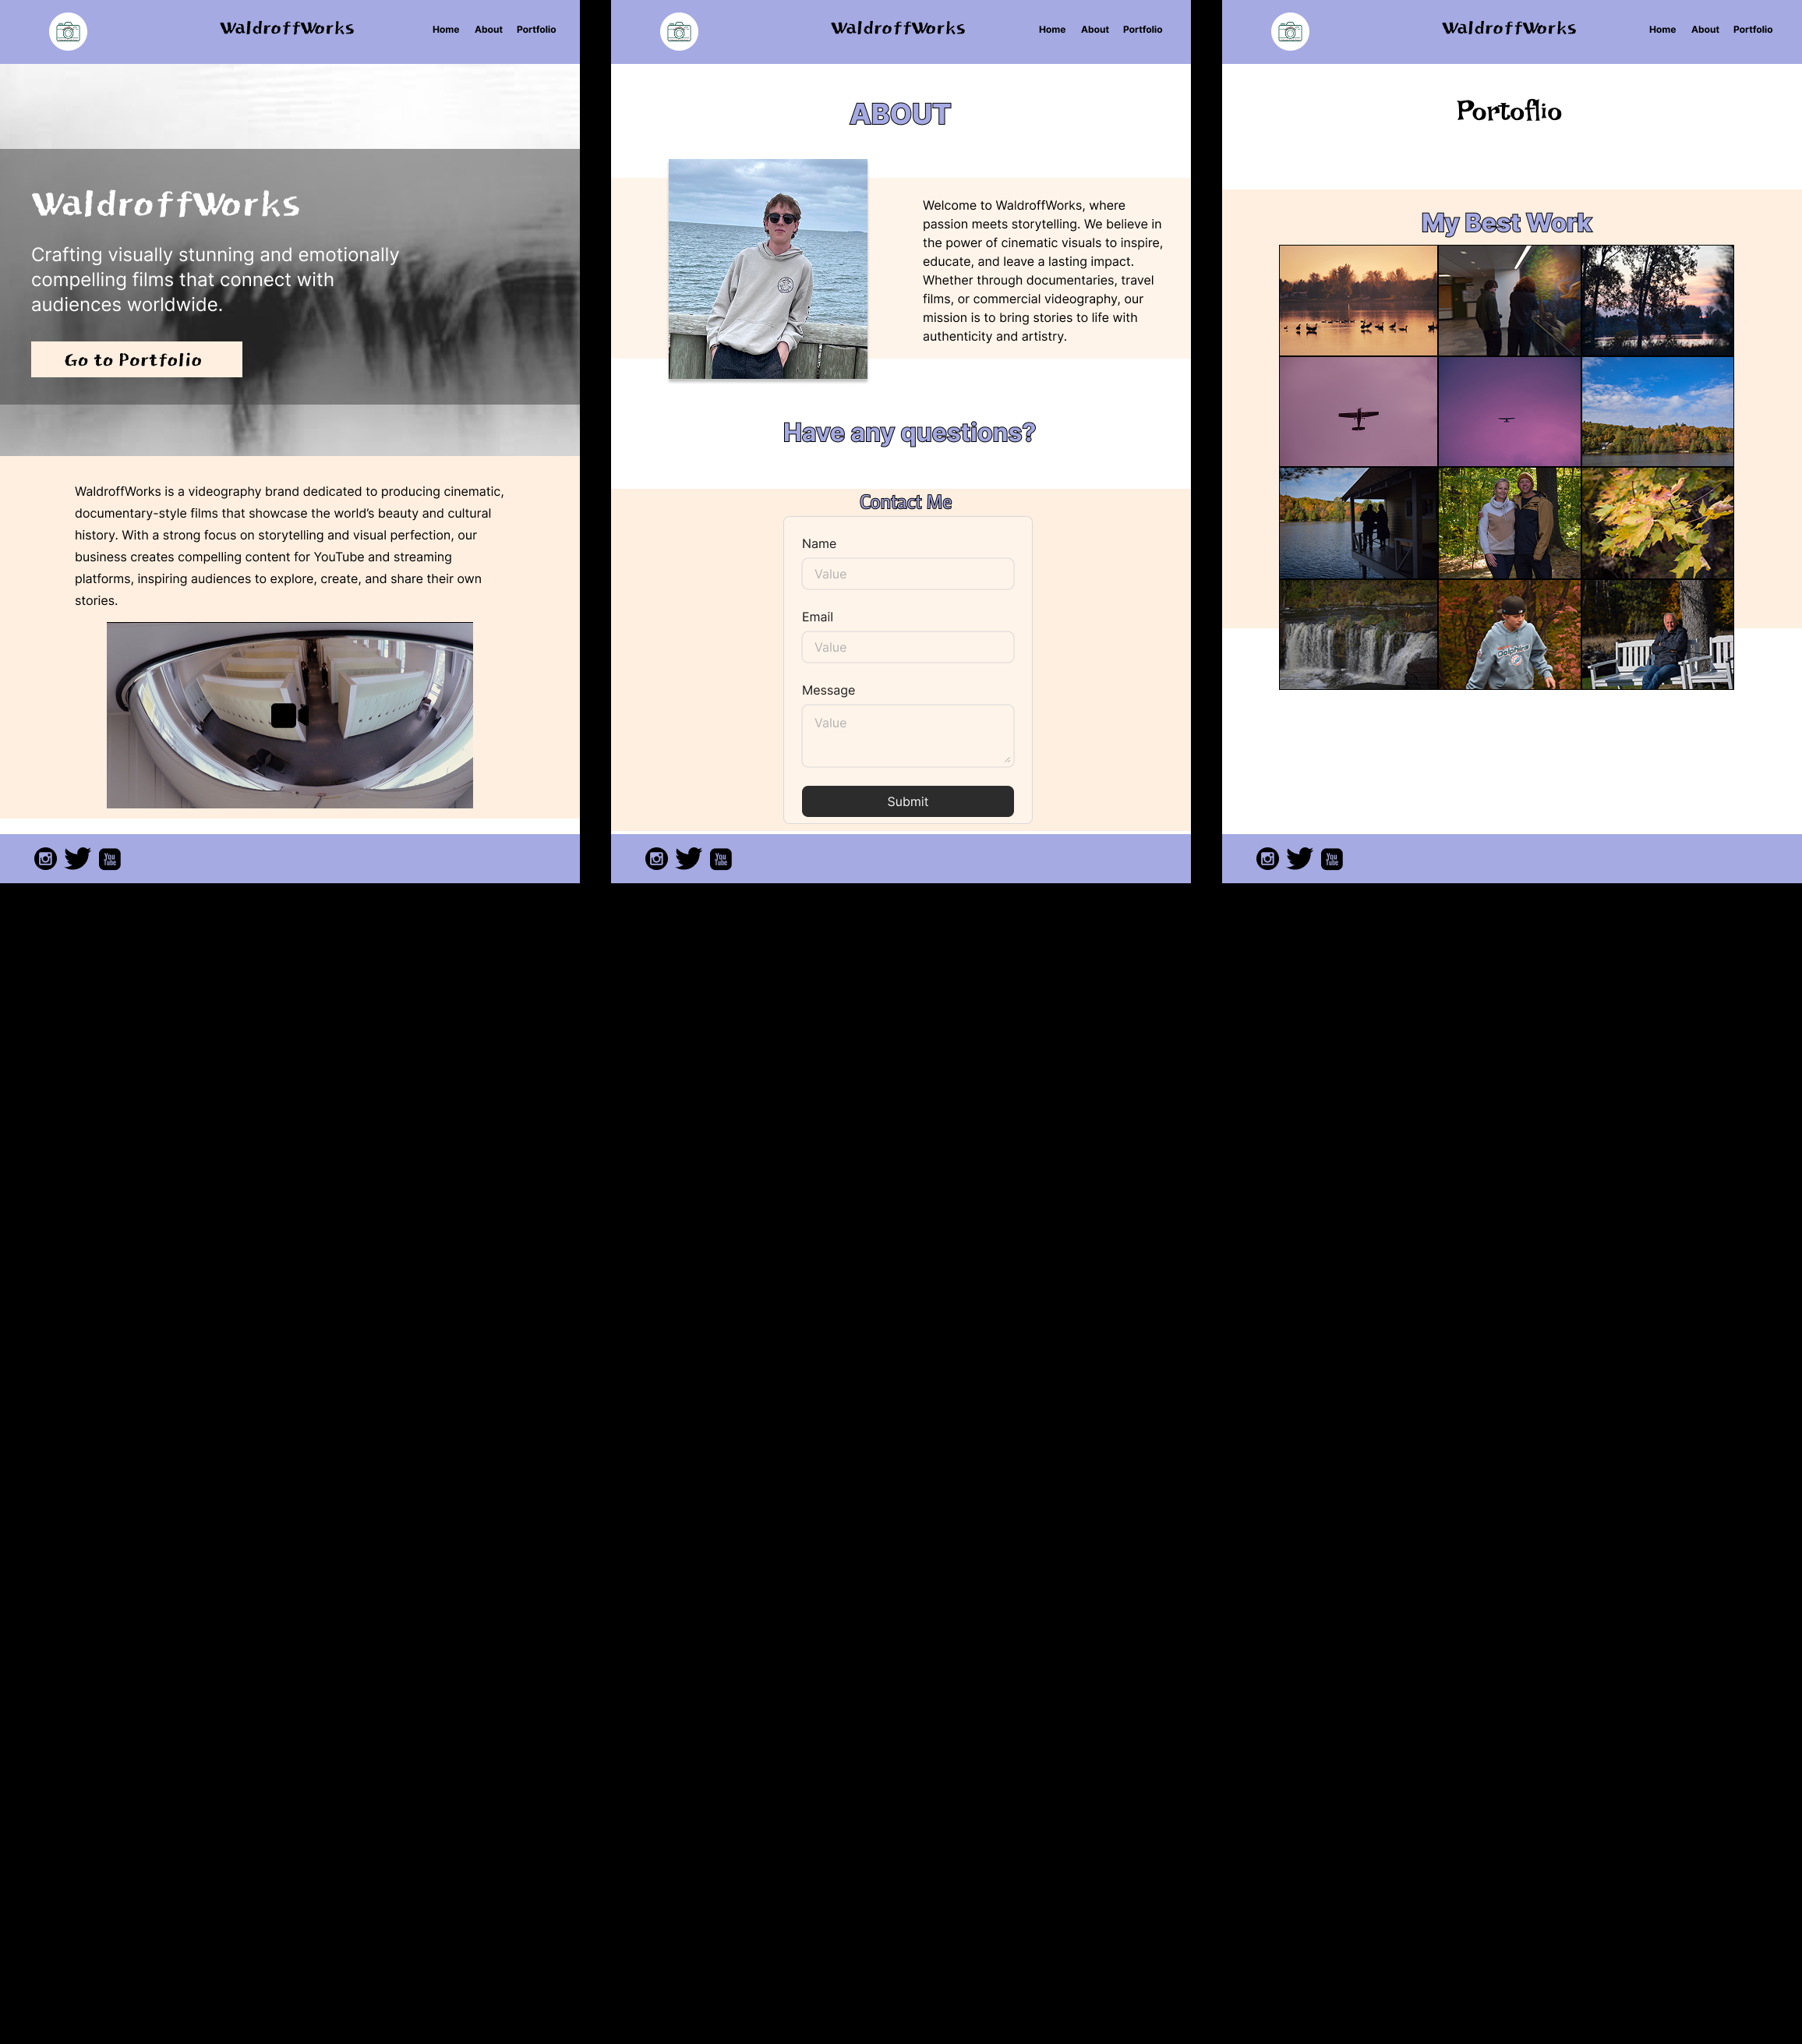 WaldroffWorks
Home About Portfolio
WaldroffWorks
Crafting visually stunning and emotionally
compelling films that connect with
audiences worldwide.
Go to Portfolio
WaldroffWorks is a videography brand dedicated to producing cinematic,
documentary-style films that showcase the world’s beauty and cultural
history. With a strong focus on storytelling and visual perfection, our
business creates compelling content for YouTube and streaming
platforms, inspiring audiences to explore, create, and share their own
stories.
You
Tube
WaldroffWorks
Home About Portfolio
ABOUT
Welcome to WaldroffWorks, where
passion meets storytelling. We believe in
the power of cinematic visuals to inspire,
educate, and leave a lasting impact.
Whether through documentaries, travel
films, or commercial videography, our
mission is to bring stories to life with
authenticity and artistry.
Have any questions?
Contact Me
Name
Value
Email
Value
Message
Value
Submit
You
Tube
WaldroffWorks
Home About Portfolio
Portoflio
My Best Work
Dolphins
You
Tube